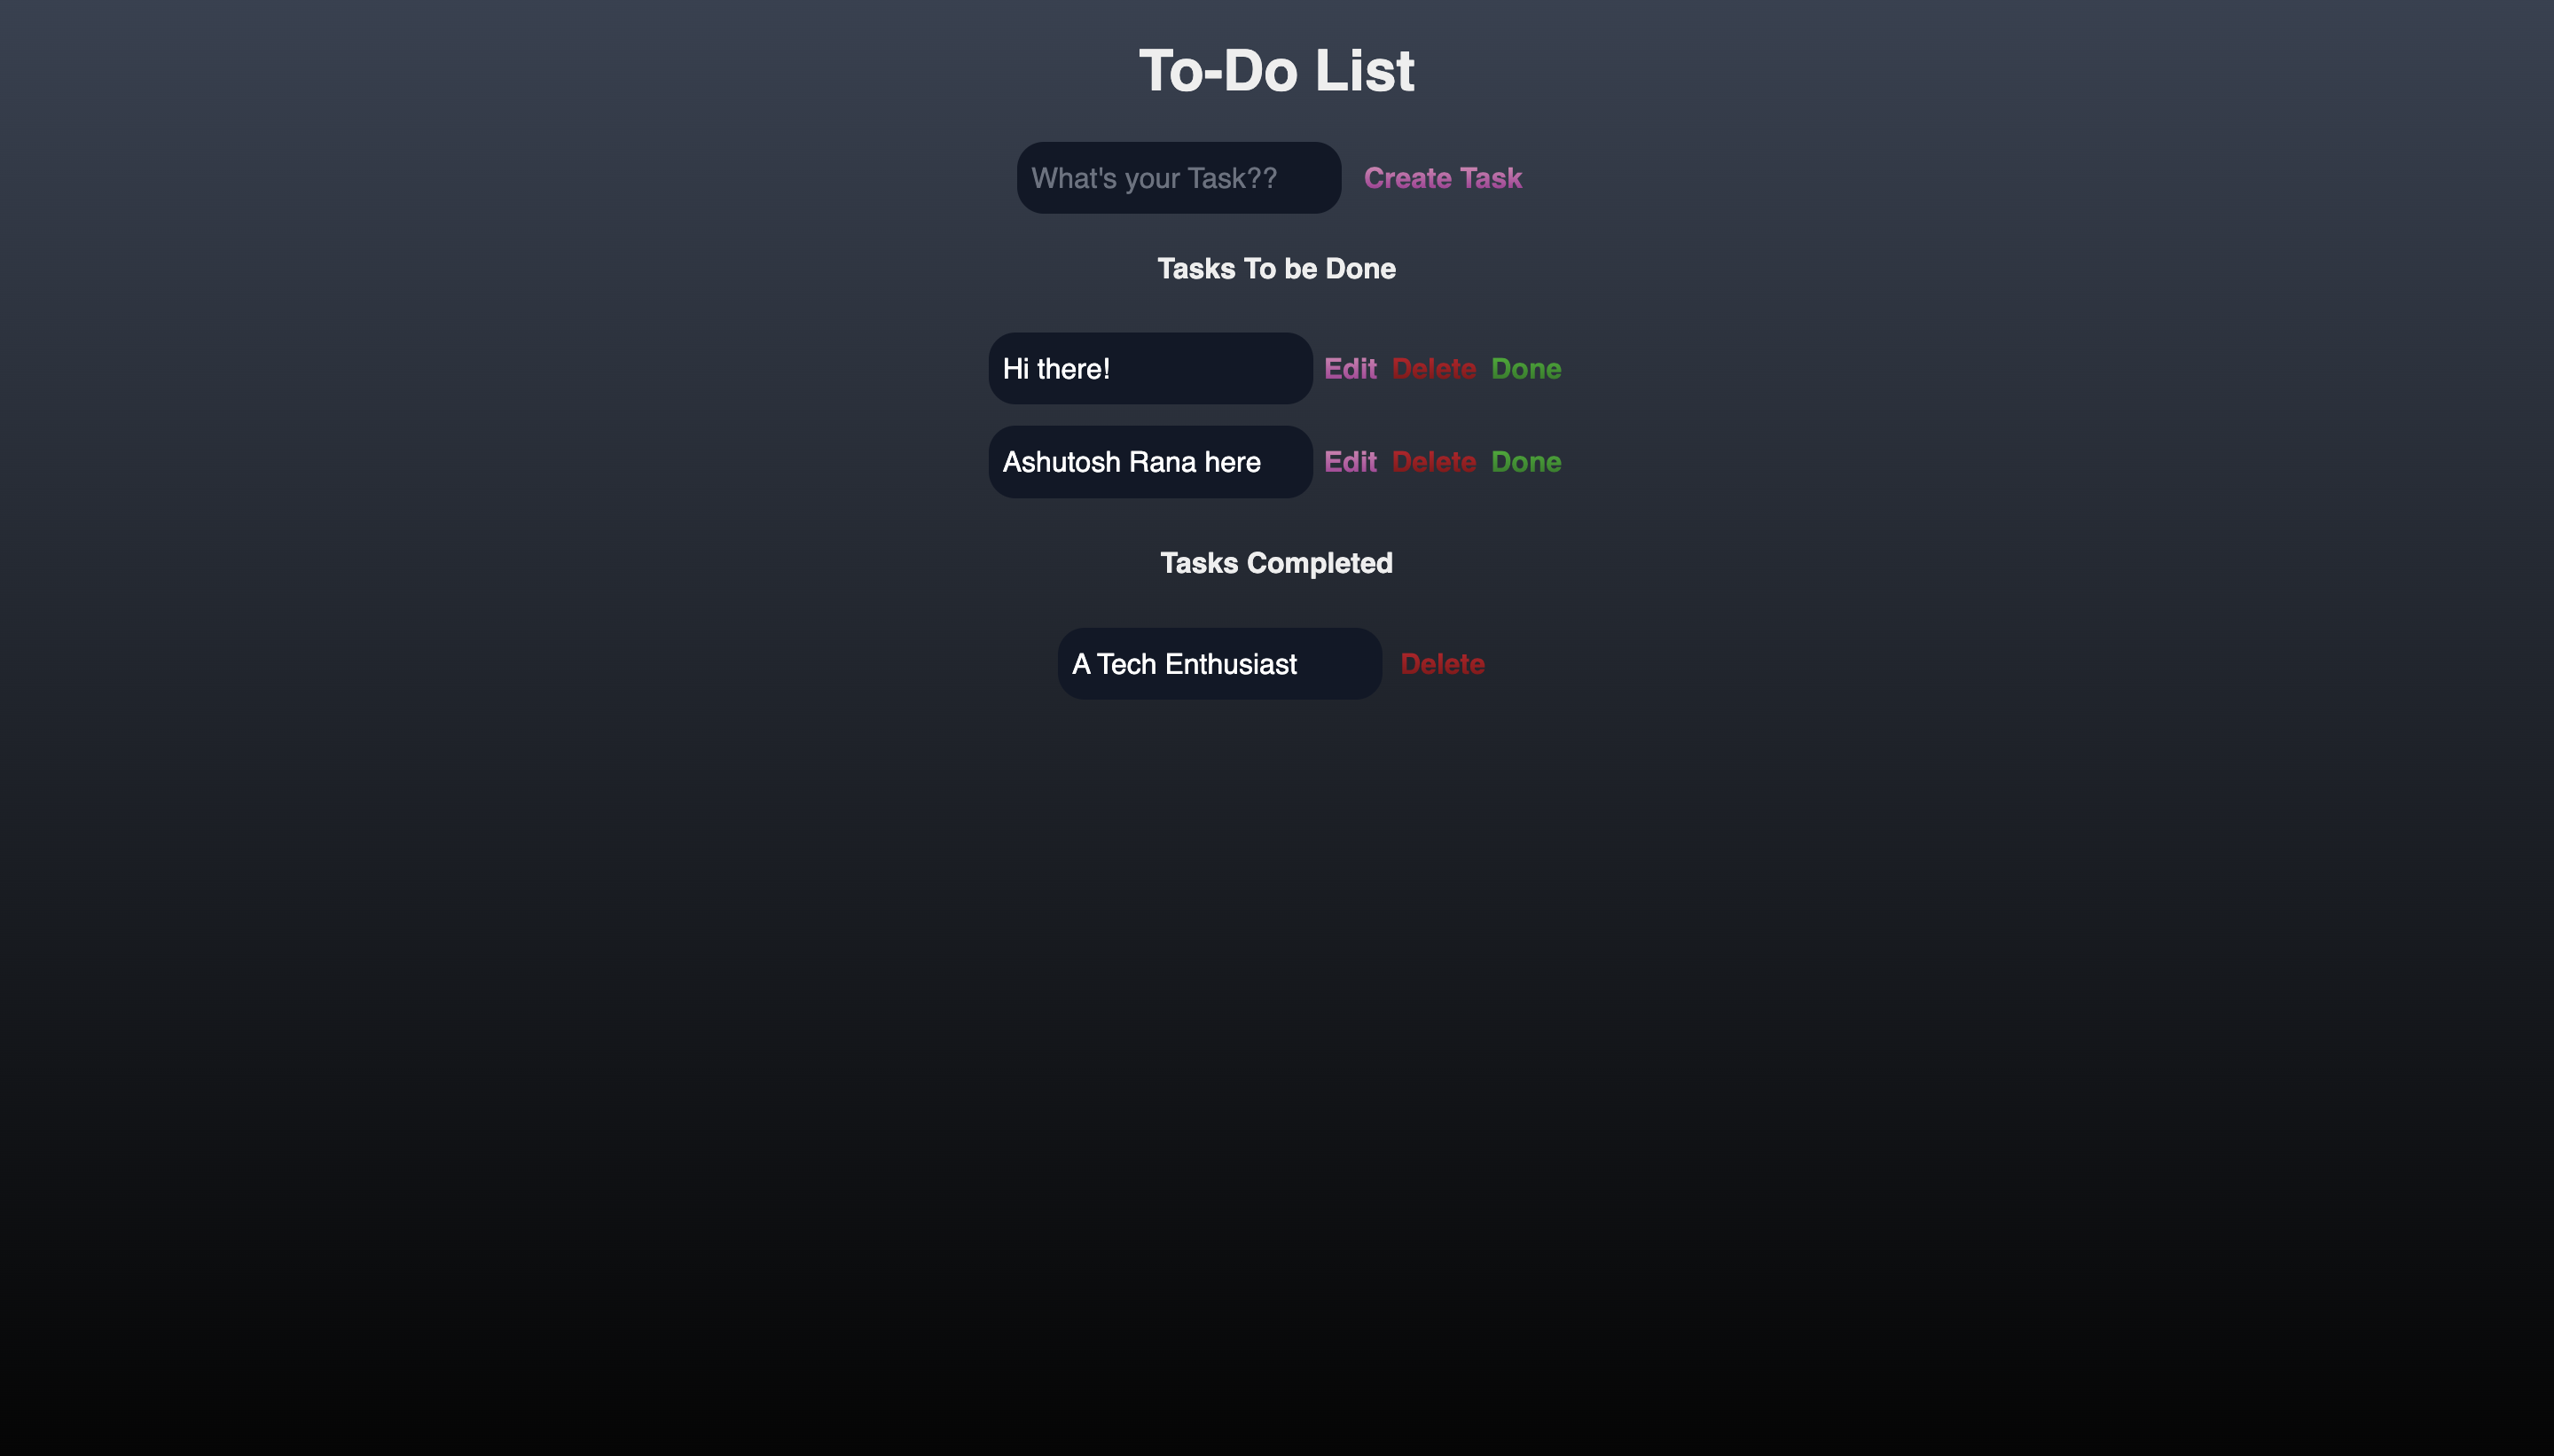 To-Do List
What's your Task?? Create Task
Tasks To be Done
Hi there! Edit Delete Done
Ashutosh Rana here Edit Delete Done
Tasks Completed
A Tech Enthusiast Delete